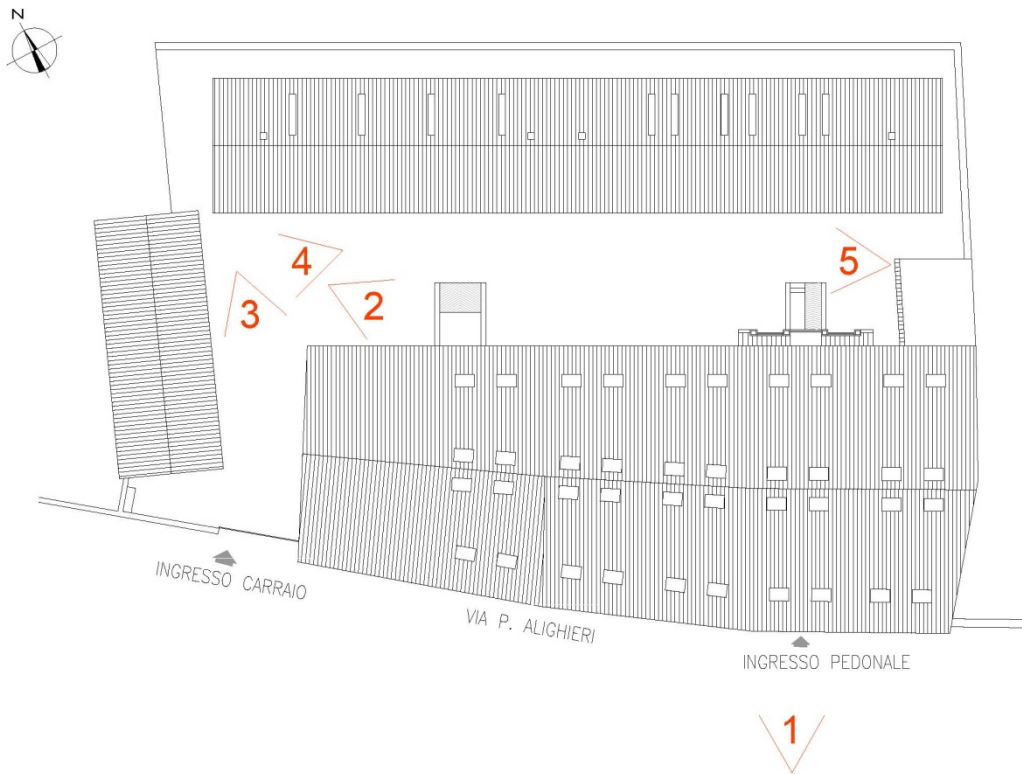 N
4
5
3
2
INGRESSO CARRAIO
VIA P. ALIGHIERI
INGRESSO PEDONALE
1